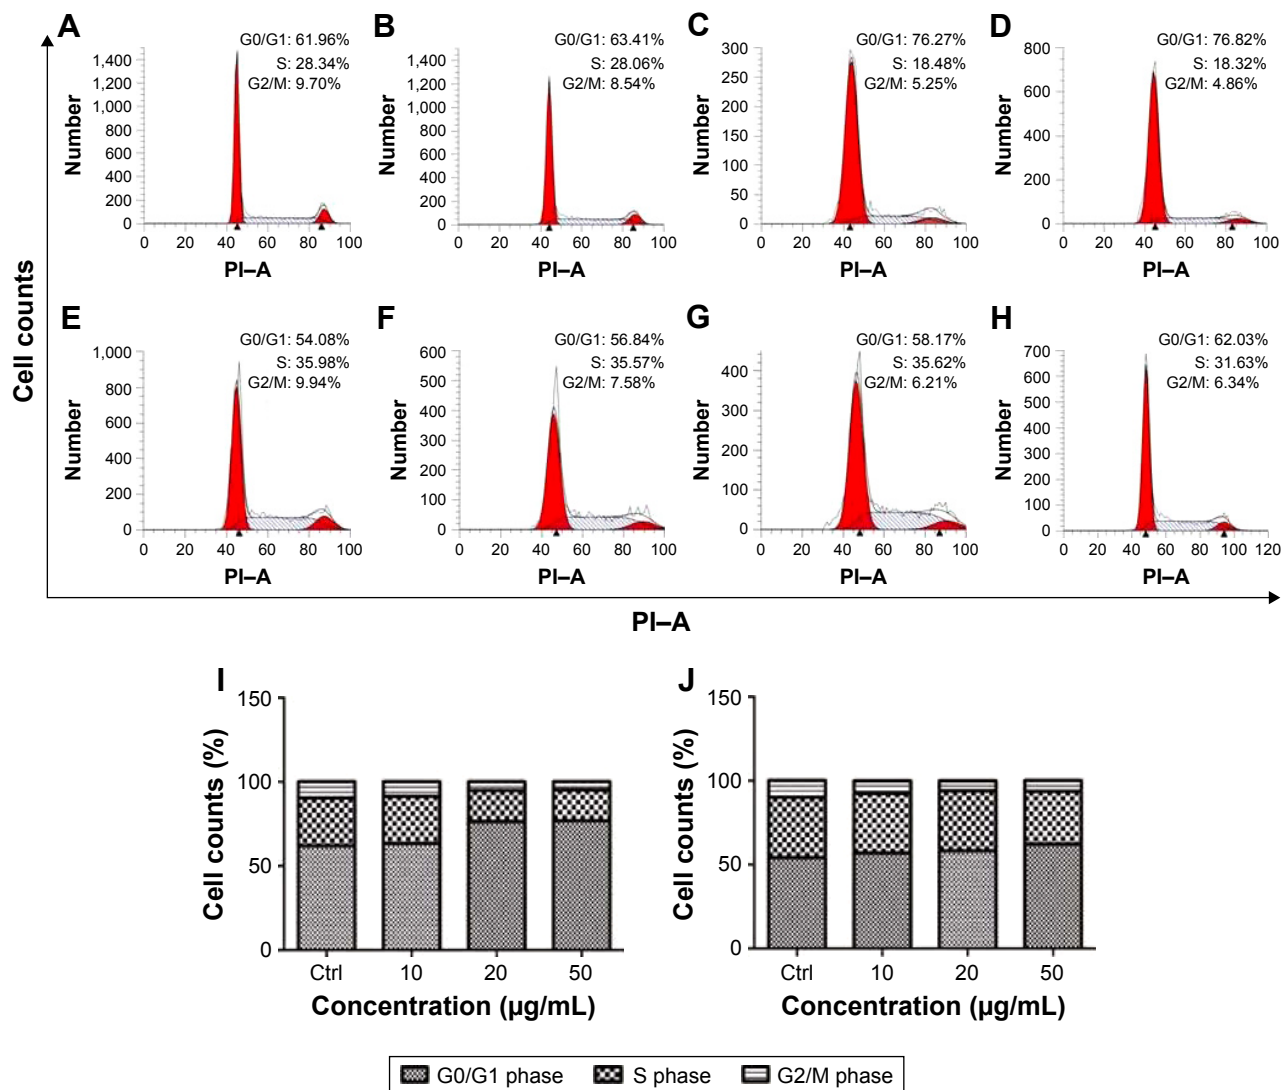 A
G0/G1: 61.96%
S: 28.34%
G2/M: 9.70%
1,400
1,200
1,000
800
600
400
200
0
Number
0 20 40 60 80 100
PI–A
B
G0/G1: 63.41%
S: 28.06%
G2/M: 8.54%
1,400
1,200
1,000
800
600
400
200
0
Number
0 20 40 60 80 100
PI–A
C
G0/G1: 76.27%
S: 18.48%
G2/M: 5.25%
300
250
200
150
100
50
0
Number
0 20 40 60 80 100
PI–A
D
G0/G1: 76.82%
S: 18.32%
G2/M: 4.86%
800
600
400
200
0
Number
0 20 40 60 80 100
PI–A
Cell counts
E
G0/G1: 54.08%
S: 35.98%
G2/M: 9.94%
1,000
800
600
400
200
0
Number
0 20 40 60 80 100
PI–A
F
G0/G1: 56.84%
S: 35.57%
G2/M: 7.58%
600
500
400
300
200
100
0
Number
0 20 40 60 80 100
PI–A
G
G0/G1: 58.17%
S: 35.62%
G2/M: 6.21%
400
300
200
100
0
Number
0 20 40 60 80 100
PI–A
H
G0/G1: 62.03%
S: 31.63%
G2/M: 6.34%
700
600
500
400
300
200
100
0
Number
0 20 40 60 80 100 120
PI–A
PI–A
I
150
100
50
0
Cell counts (%)
Ctrl 10 20 50
Concentration (µg/mL)
J
150
100
50
0
Cell counts (%)
Ctrl 10 20 50
Concentration (µg/mL)
G0/G1 phase S phase G2/M phase